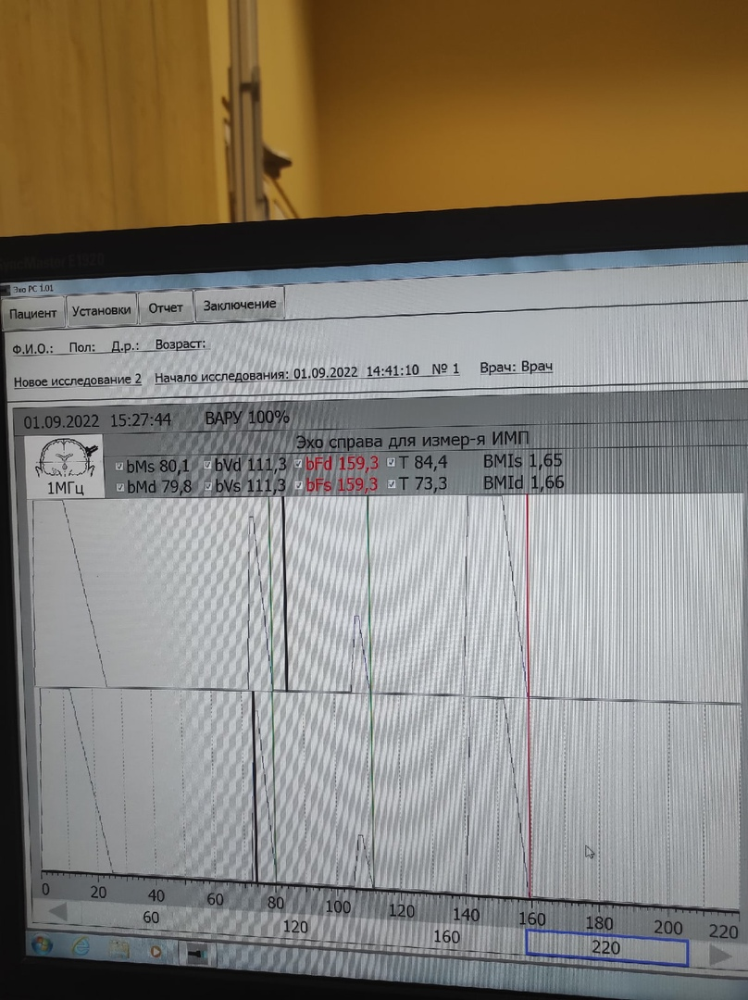 SyncMaster E1920
Эхо PC 1.01
Пациент Установки Отчет Заключение
Ф.И.О.: Пол: Д.р.: Возраст:
Новое исследование 2 Начало исследования: 01.09.2022 14:41:10 № 1 Врач: Врач
01.09.2022 15:27:44 ВАРУ 100%
Эхо справа для измер-я ИМП
bMs 80,1 bVd 111,3 bFd 159,3 T 84,4 BMIs 1,65
1МГц bMd 79,8 bVs 111,3 bFs 159,3 T 73,3 BMId 1,66
0 20 40 60 80 100 120 140 160 180 200 220
60 120 160 220